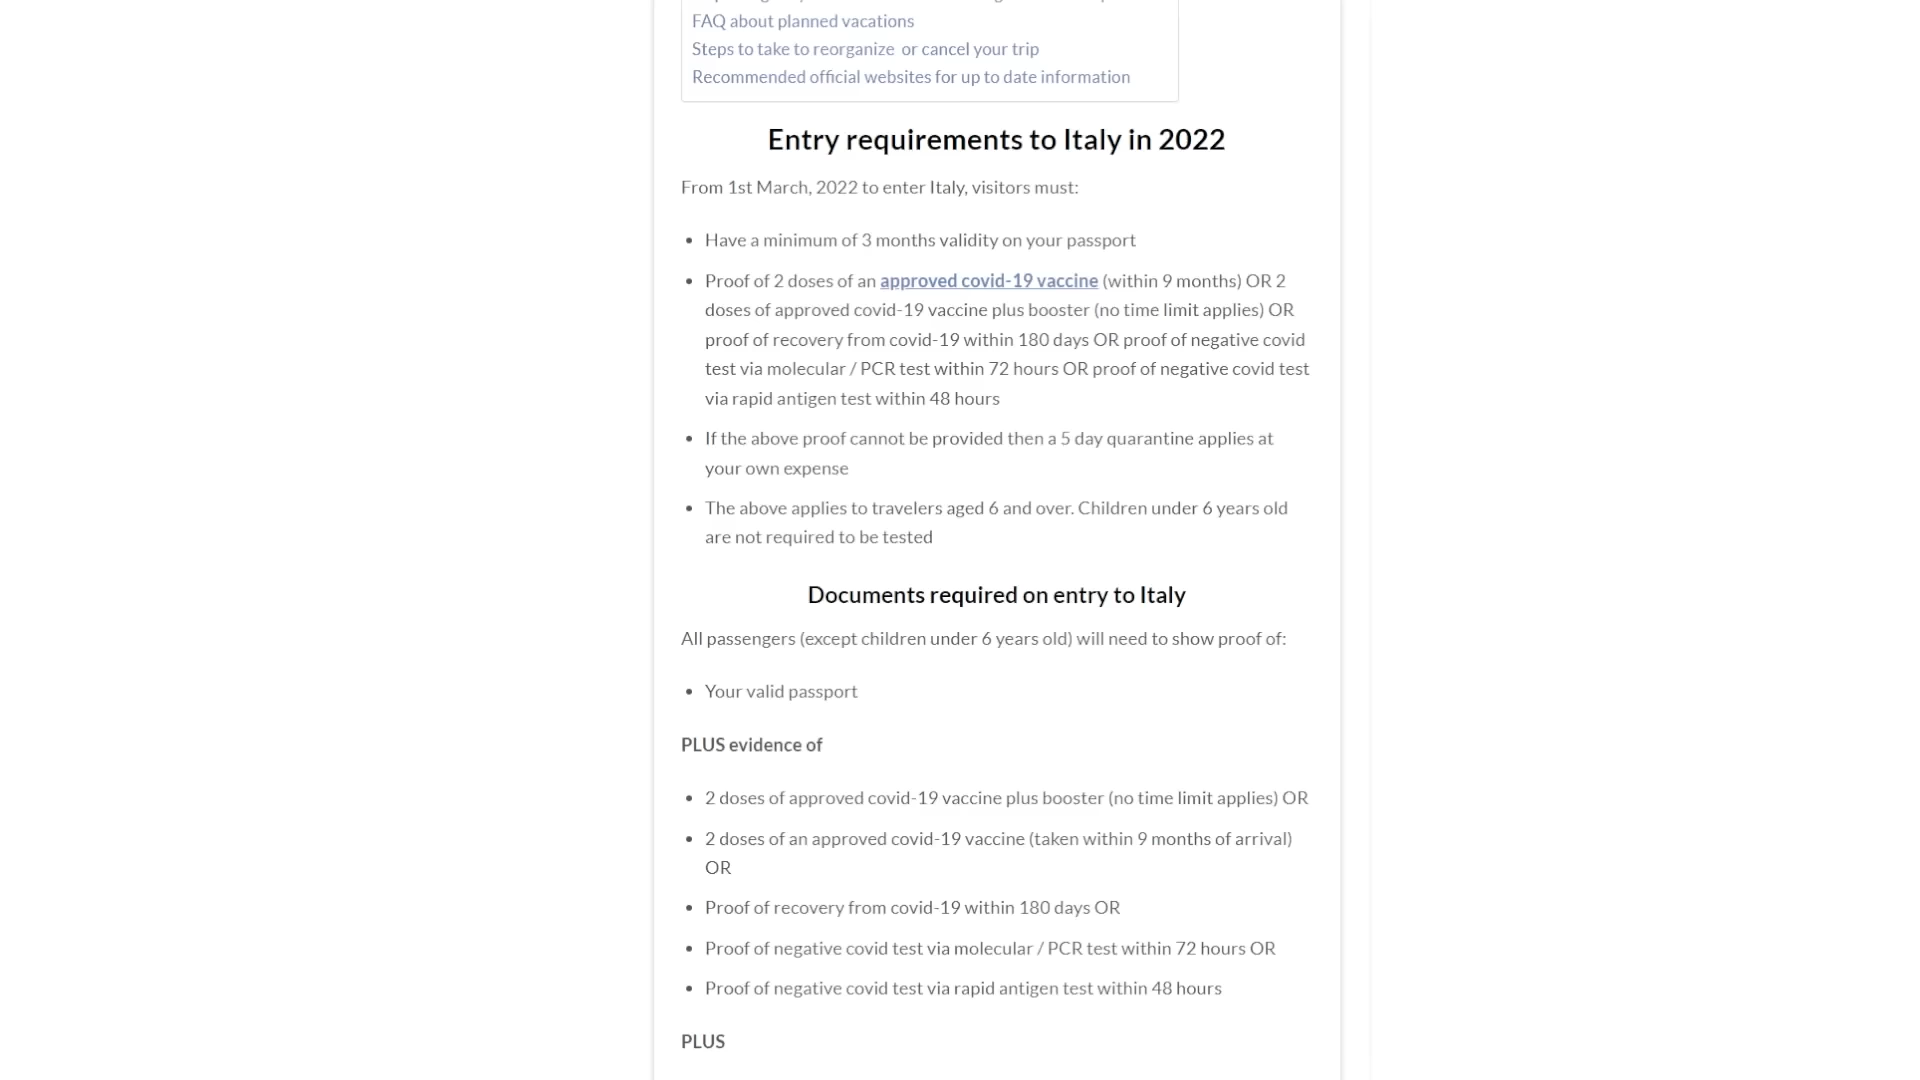 FAQ about planned vacations
Steps to take to reorganize or cancel your trip
Recommended official websites for up to date information
Entry requirements to Italy in 2022
From 1st March, 2022 to enter Italy, visitors must:
• Have a minimum of 3 months validity on your passport
• Proof of 2 doses of an approved covid-19 vaccine (within 9 months) OR 2
doses of approved covid-19 vaccine plus booster (no time limit applies) OR
proof of recovery from covid-19 within 180 days OR proof of negative covid
test via molecular / PCR test within 72 hours OR proof of negative covid test
via rapid antigen test within 48 hours
• If the above proof cannot be provided then a 5 day quarantine applies at
your own expense
• The above applies to travelers aged 6 and over. Children under 6 years old
are not required to be tested
Documents required on entry to Italy
All passengers (except children under 6 years old) will need to show proof of:
• Your valid passport
PLUS evidence of
• 2 doses of approved covid-19 vaccine plus booster (no time limit applies) OR
• 2 doses of an approved covid-19 vaccine (taken within 9 months of arrival)
OR
• Proof of recovery from covid-19 within 180 days OR
• Proof of negative covid test via molecular / PCR test within 72 hours OR
• Proof of negative covid test via rapid antigen test within 48 hours
PLUS